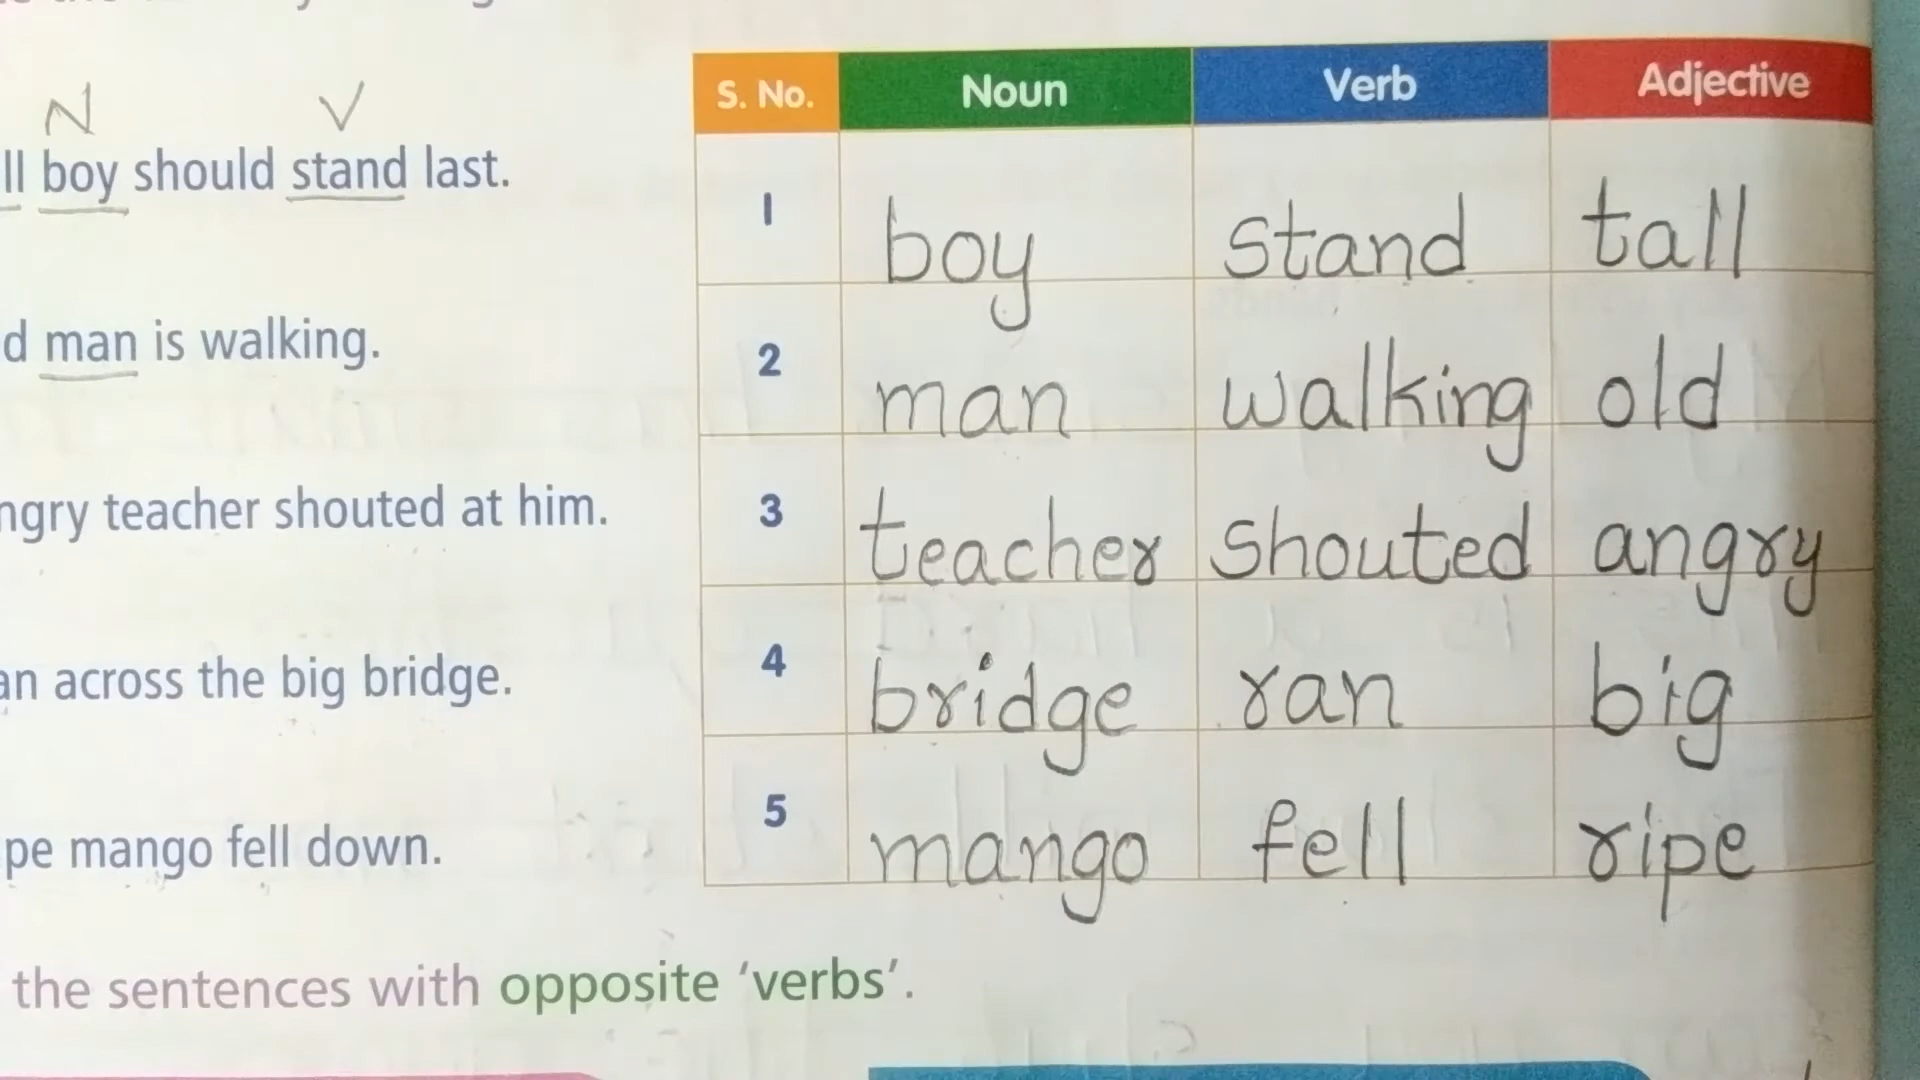 N V
ll boy should stand last.
d man is walking.
ngry teacher shouted at him.
an across the big bridge.
pe mango fell down.
S. No. Noun Verb Adjective
1 boy stand tall
2 man walking old
3 teacher shouted angry
4 bridge ran big
5 mango fell ripe
the sentences with opposite ‘verbs’.